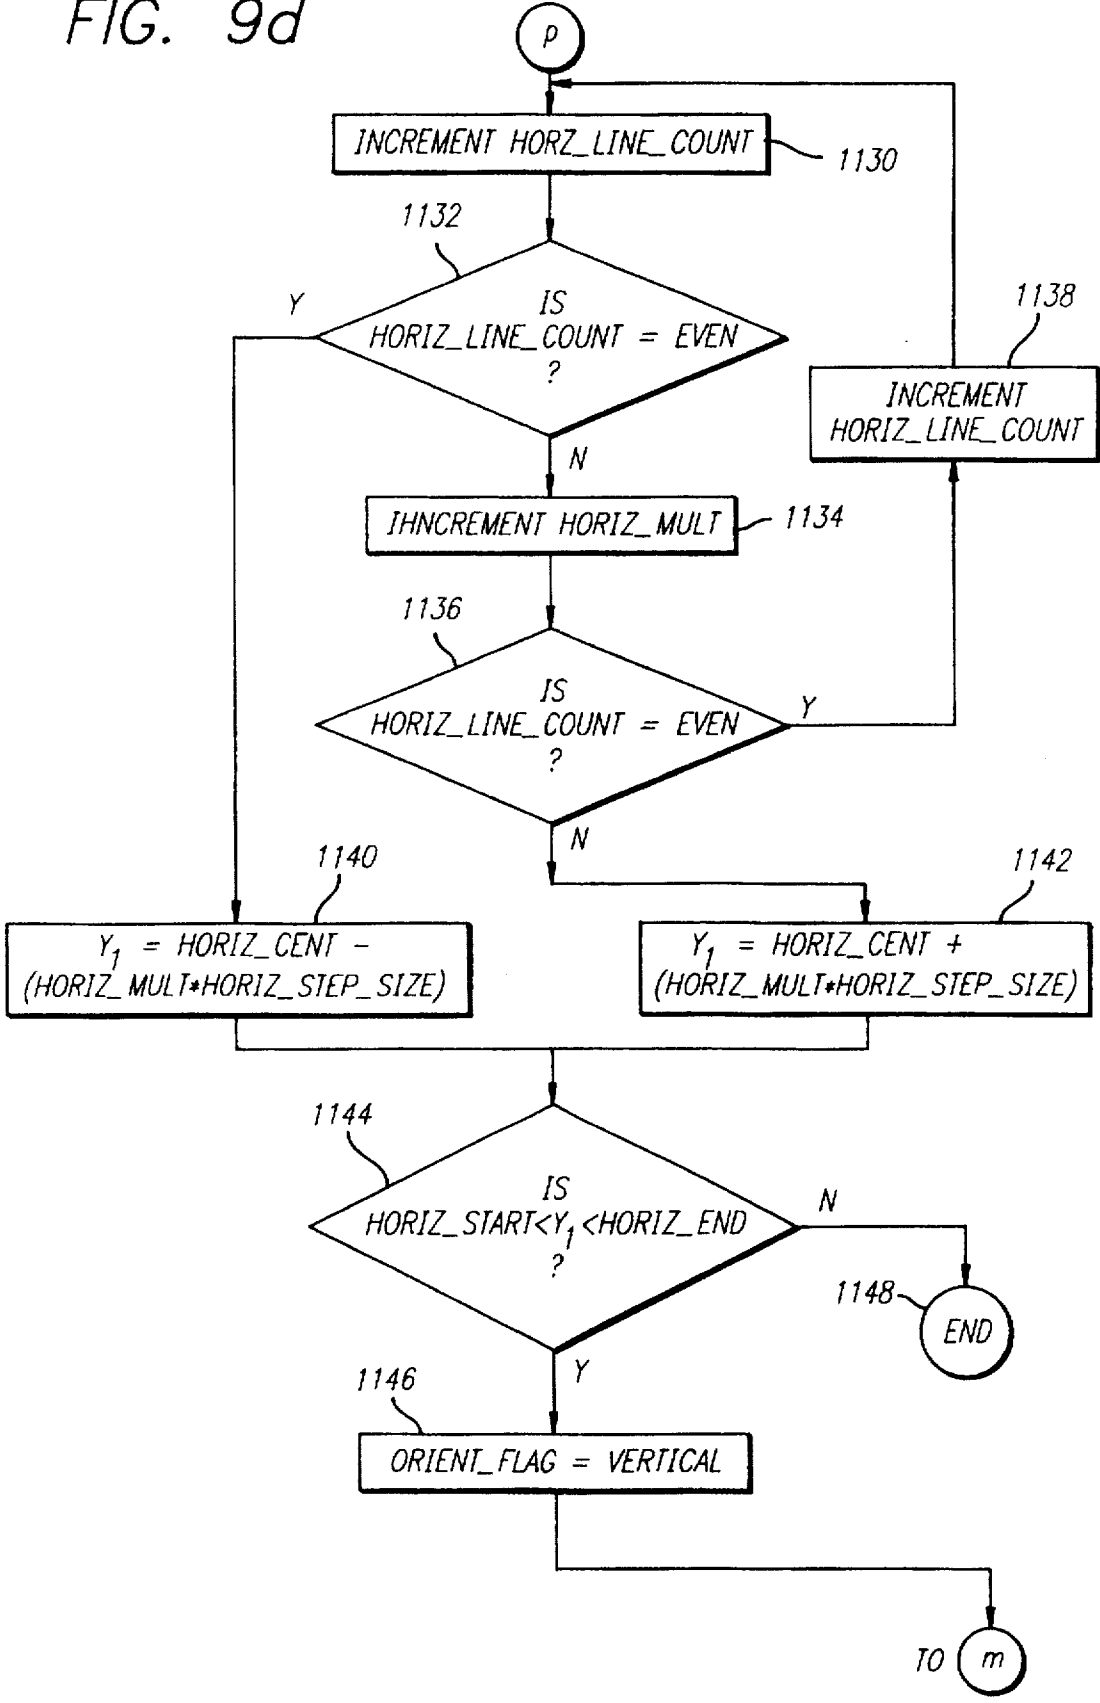 FIG. 9d
p
INCREMENT HORZ_LINE_COUNT
1130
1132
Y
IS
HORIZ_LINE_COUNT = EVEN
?
1138
INCREMENT
HORIZ_LINE_COUNT
N
IHNCREMENT HORIZ_MULT
1134
1136
IS
HORIZ_LINE_COUNT = EVEN
?
Y
N
1140
1142
Y1 = HORIZ_CENT –
(HORIZ_MULT*HORIZ_STEP_SIZE)
Y1 = HORIZ_CENT +
(HORIZ_MULT*HORIZ_STEP_SIZE)
1144
IS
HORIZ_START<Y1<HORIZ_END
?
N
1148
END
Y
1146
ORIENT_FLAG = VERTICAL
TO m